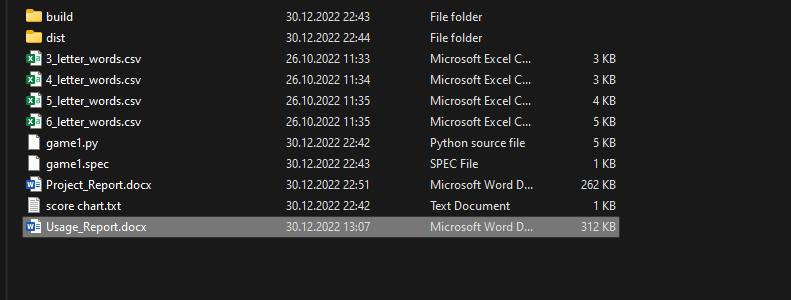 build 30.12.2022 22:43 File folder
dist 30.12.2022 22:44 File folder
3_letter_words.csv 26.10.2022 11:33 Microsoft Excel C... 3 KB
4_letter_words.csv 26.10.2022 11:34 Microsoft Excel C... 3 KB
5_letter_words.csv 26.10.2022 11:35 Microsoft Excel C... 4 KB
6_letter_words.csv 26.10.2022 11:35 Microsoft Excel C... 5 KB
game1.py 30.12.2022 22:42 Python source file 5 KB
game1.spec 30.12.2022 22:43 SPEC File 1 KB
Project_Report.docx 30.12.2022 22:51 Microsoft Word D... 262 KB
score chart.txt 30.12.2022 22:42 Text Document 1 KB
Usage_Report.docx 30.12.2022 13:07 Microsoft Word D... 312 KB